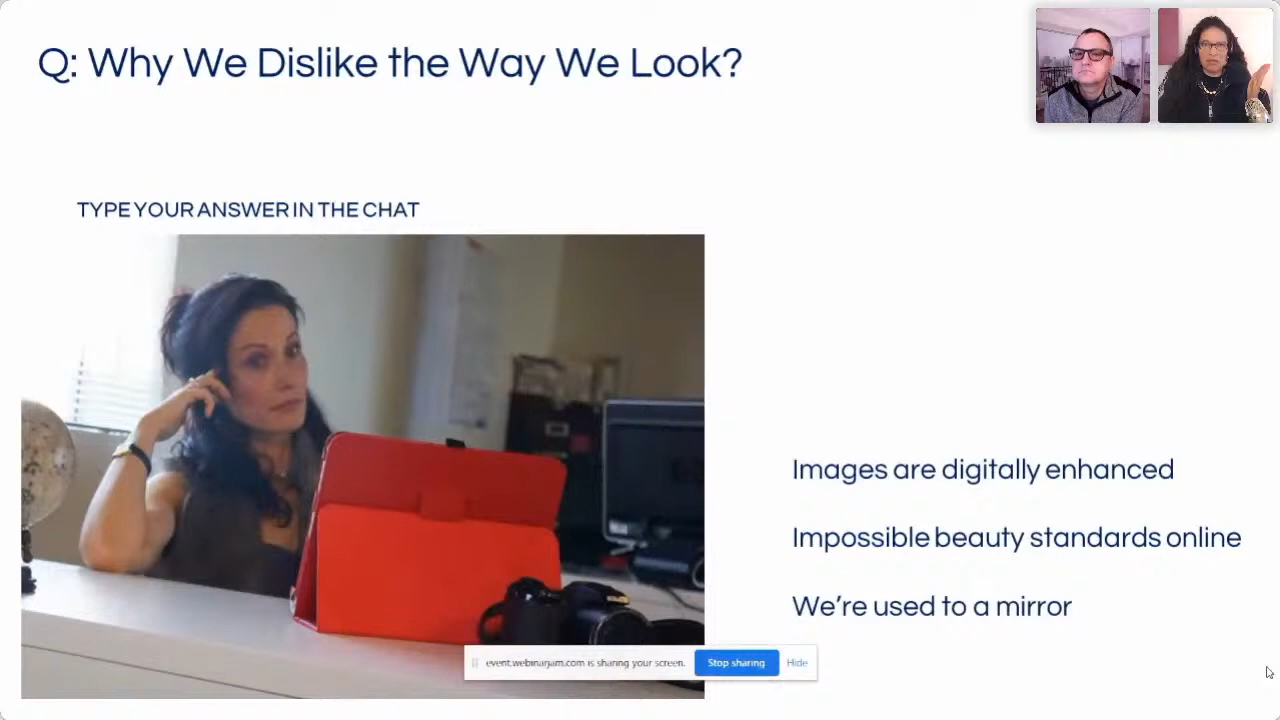 Q: Why We Dislike the Way We Look?
TYPE YOUR ANSWER IN THE CHAT
Images are digitally enhanced
Impossible beauty standards online
We’re used to a mirror
event.webinarjam.com is sharing your screen. Stop sharing Hide